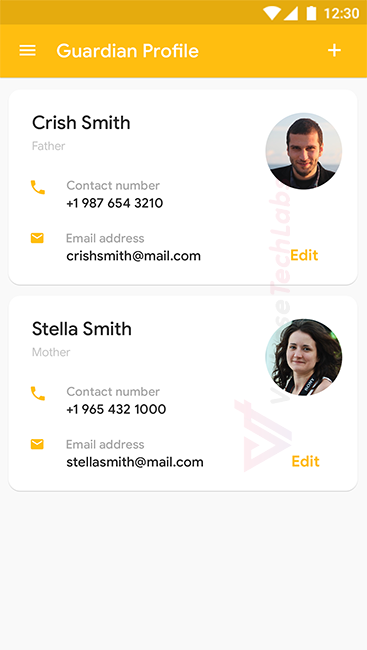 12:30
Guardian Profile
Crish Smith
Father
Contact number
+1 987 654 3210
Email address
crishsmith@mail.com
Edit
Stella Smith
Mother
Contact number
+1 965 432 1000
Email address
stellasmith@mail.com
Edit
SONY